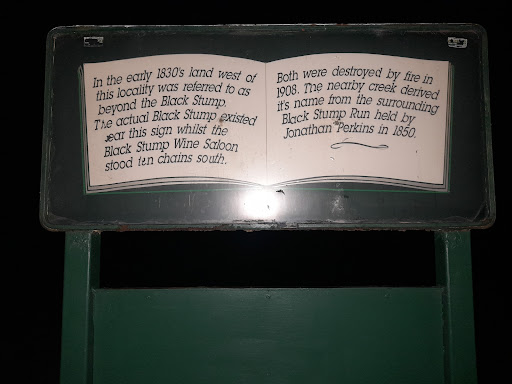 In the early 1830's land west of
this locality was referred to as
beyond the Black Stump.
The actual Black Stump existed
near this sign whilst the
Black Stump Wine Saloon
stood ten chains south.
Both were destroyed by fire in
1908. The nearby creek derived
it's name from the surrounding
Black Stump Run held by
Jonathan Perkins in 1850.